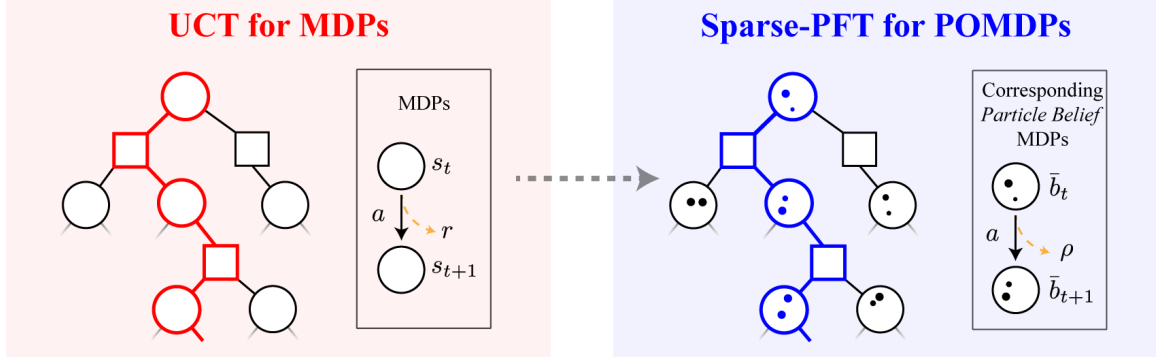 UCT for MDPs
MDPs
s_t
a
r
s_{t+1}
Sparse-PFT for POMDPs
Corresponding
Particle Belief
MDPs
b̄_t
a
ρ
b̄_{t+1}